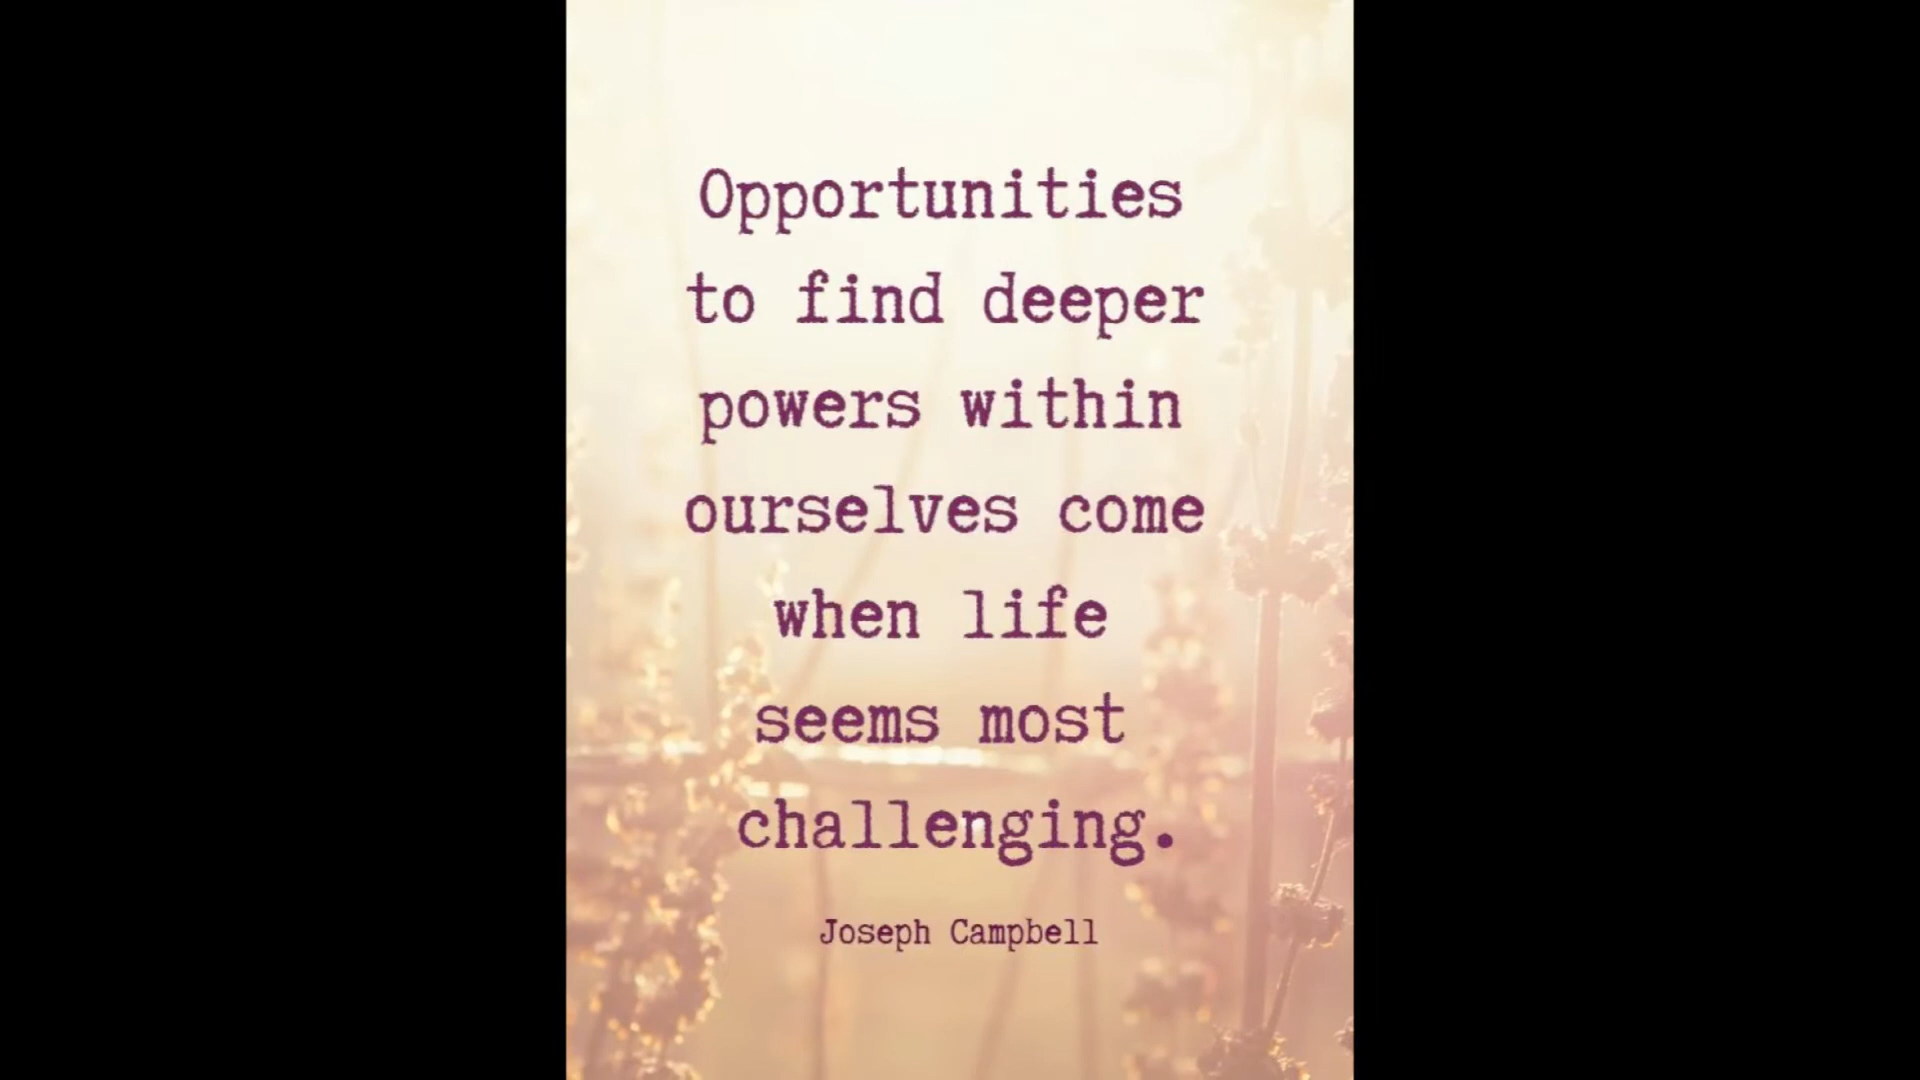 Opportunities
to find deeper
powers within
ourselves come
when life
seems most
challenging.
Joseph Campbell